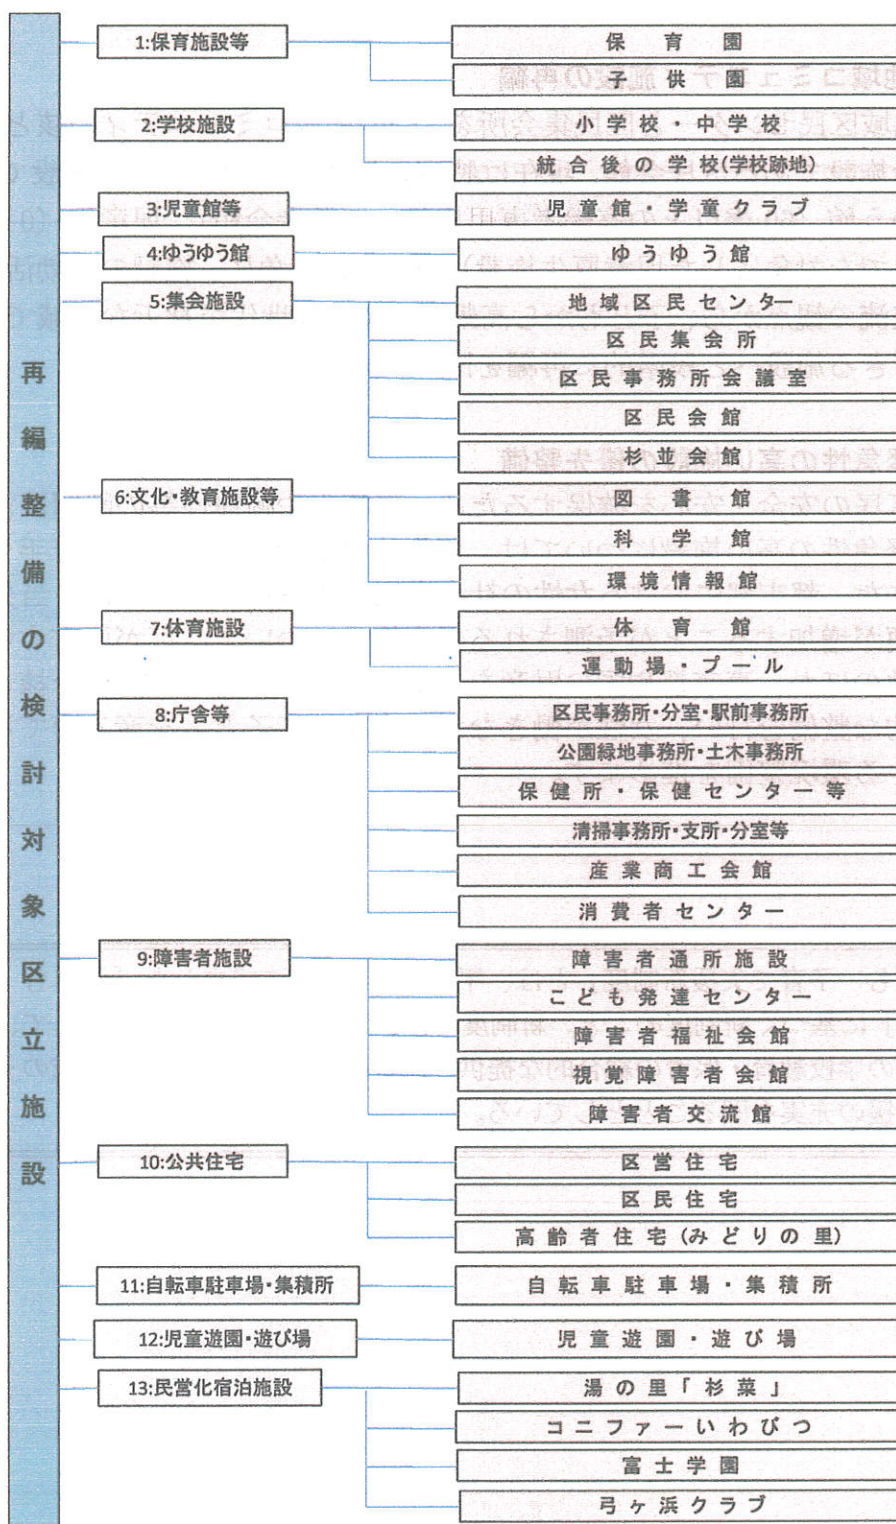 再編整備の検討対象区立施設
1:保育施設等
保育園
子供園
2:学校施設
小学校・中学校
統合後の学校(学校跡地)
3:児童館等
児童館・学童クラブ
4:ゆうゆう館
ゆうゆう館
5:集会施設
地域区民センター
区民集会所
区民事務所会議室
区民会館
杉並会館
6:文化・教育施設等
図書館
科学館
環境情報館
7:体育施設
体育館
運動場・プール
8:庁舎等
区民事務所・分室・駅前事務所
公園緑地事務所・土木事務所
保健所・保健センター等
清掃事務所・支所・分室等
産業商工会館
消費者センター
9:障害者施設
障害者通所施設
こども発達センター
障害者福祉会館
視覚障害者会館
障害者交流館
10:公共住宅
区営住宅
区民住宅
高齢者住宅(みどりの里)
11:自転車駐車場・集積所
自転車駐車場・集積所
12:児童遊園・遊び場
児童遊園・遊び場
13:民営化宿泊施設
湯の里「杉菜」
コニファーいわびつ
富士学園
弓ヶ浜クラブ